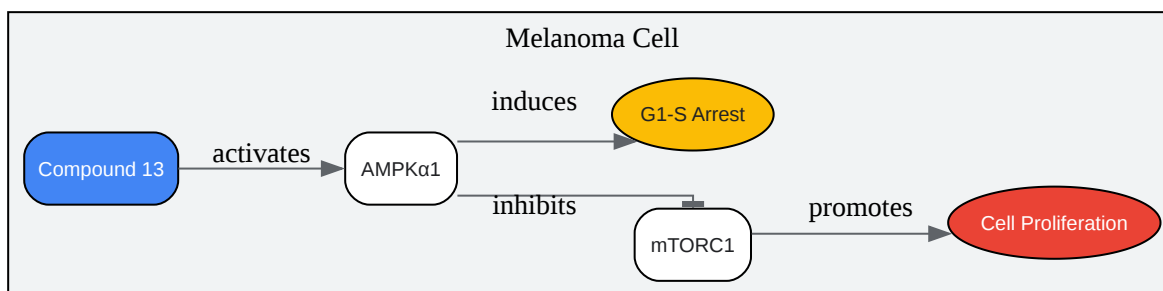 Melanoma Cell
induces
G1-S Arrest
Compound 13
activates
AMPKα1
inhibits
promotes
Cell Proliferation
mTORC1